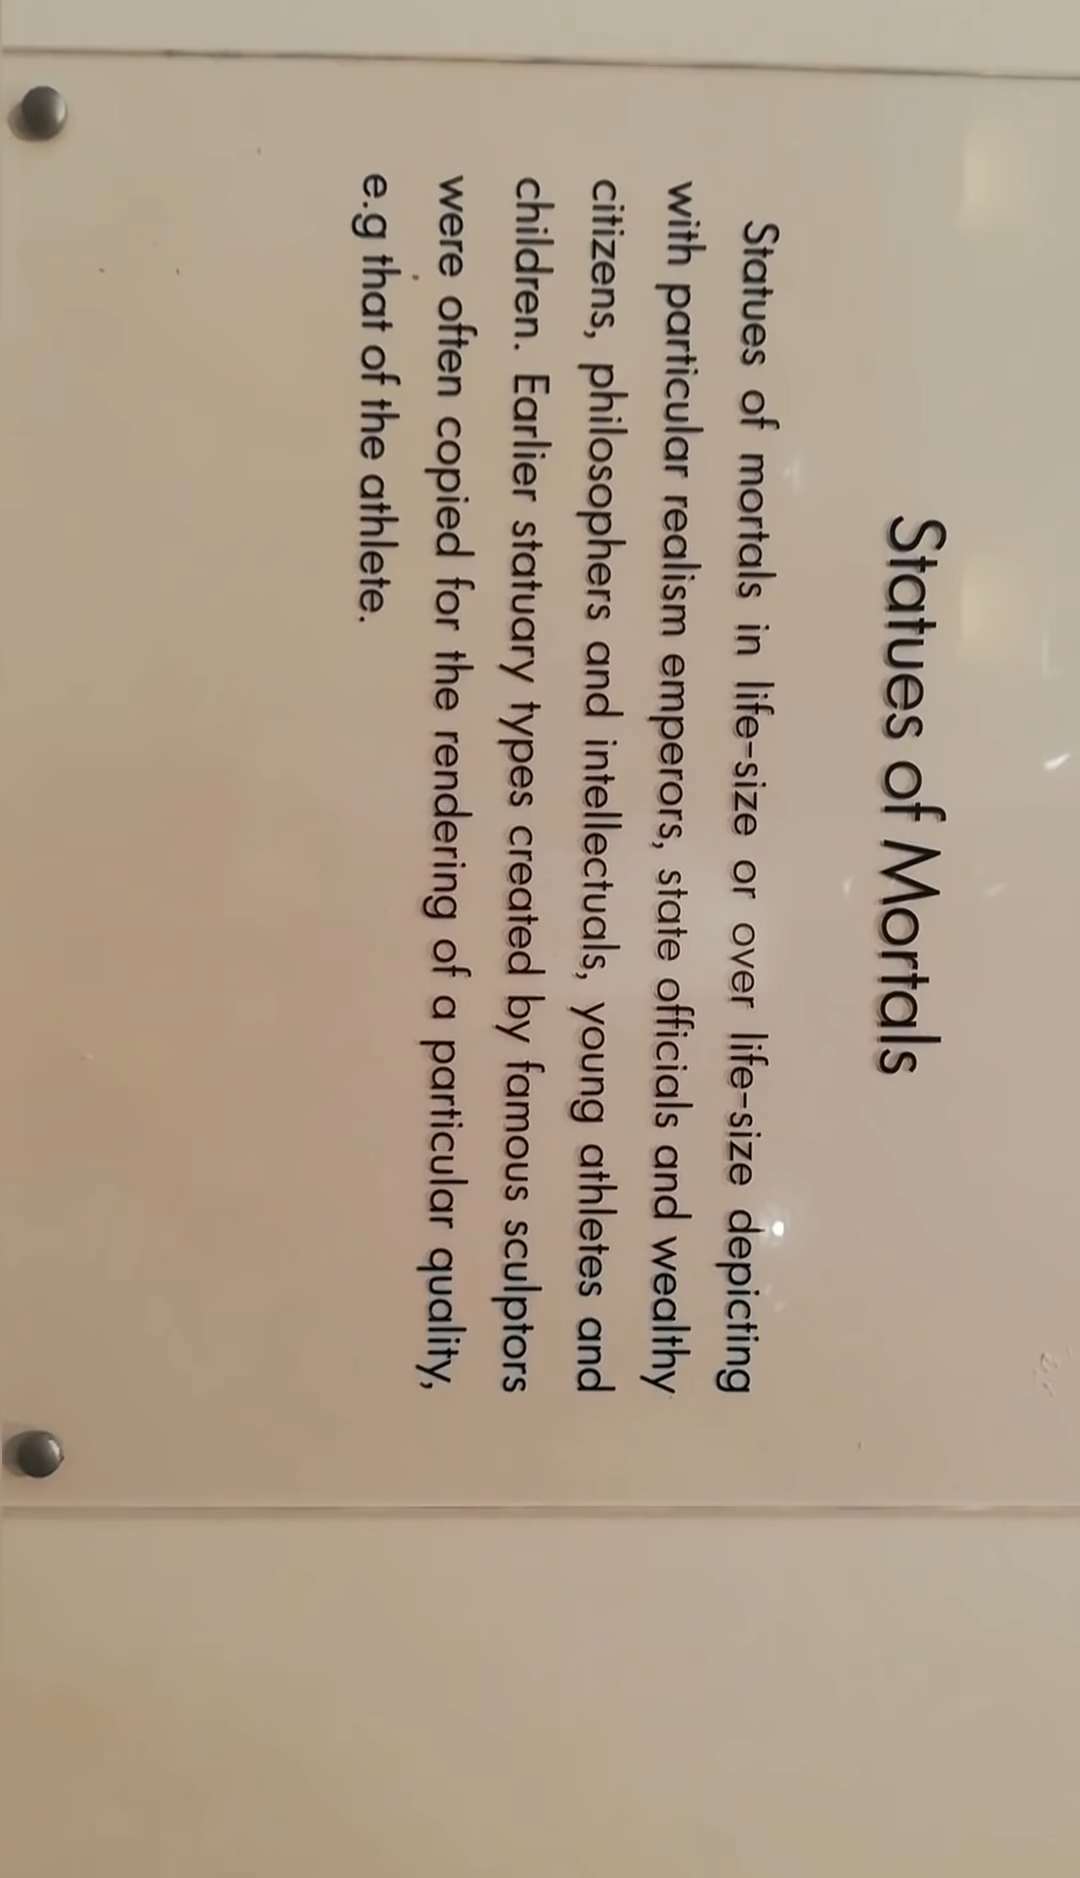 Statues of Mortals
Statues of mortals in life-size or over life-size depicting
with particular realism emperors, state officials and wealthy
citizens, philosophers and intellectuals, young athletes and
children. Earlier statuary types created by famous sculptors
were often copied for the rendering of a particular quality,
e.g that of the athlete.